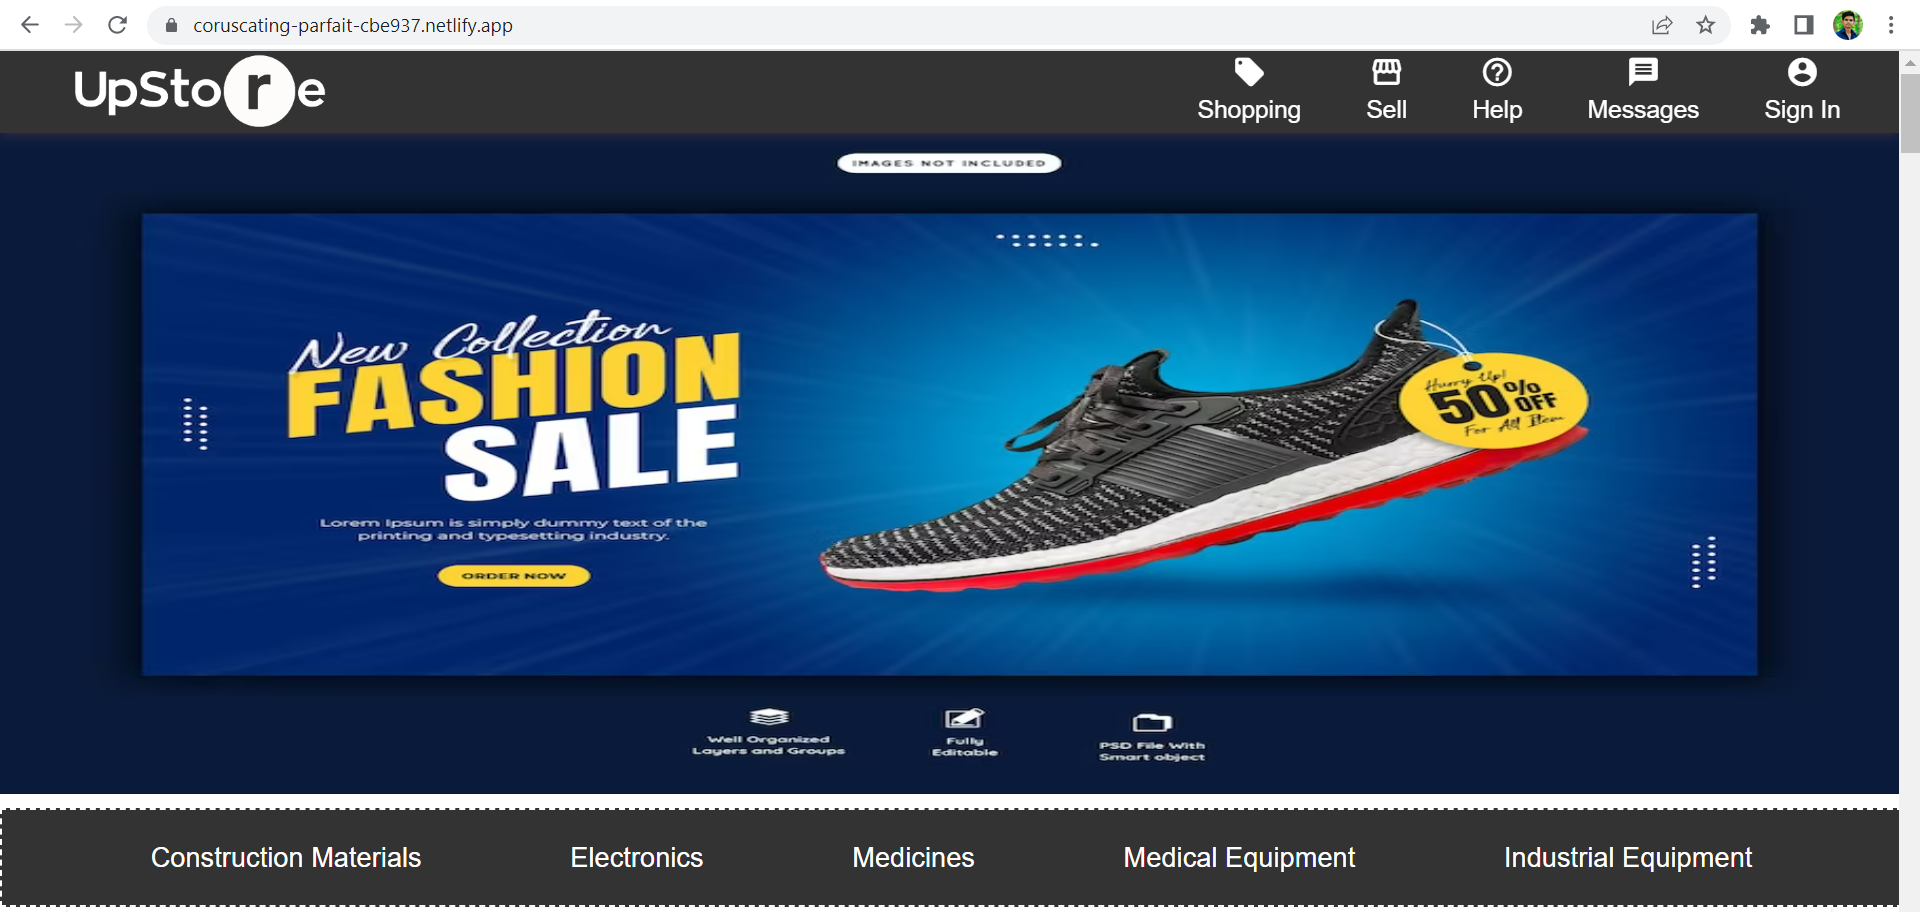 coruscating-parfait-cbe937.netlify.app
UpStore
Shopping
Sell
Help
Messages
Sign In
IMAGES NOT INCLUDED
New Collection
FASHION
SALE
Lorem Ipsum is simply dummy text of the
printing and typesetting industry.
ORDER NOW
Hurry Up!
50% OFF
For All Item
Well Organized
Layers and Groups
Fully
Editable
PSD File With
Smart object
Construction Materials
Electronics
Medicines
Medical Equipment
Industrial Equipment